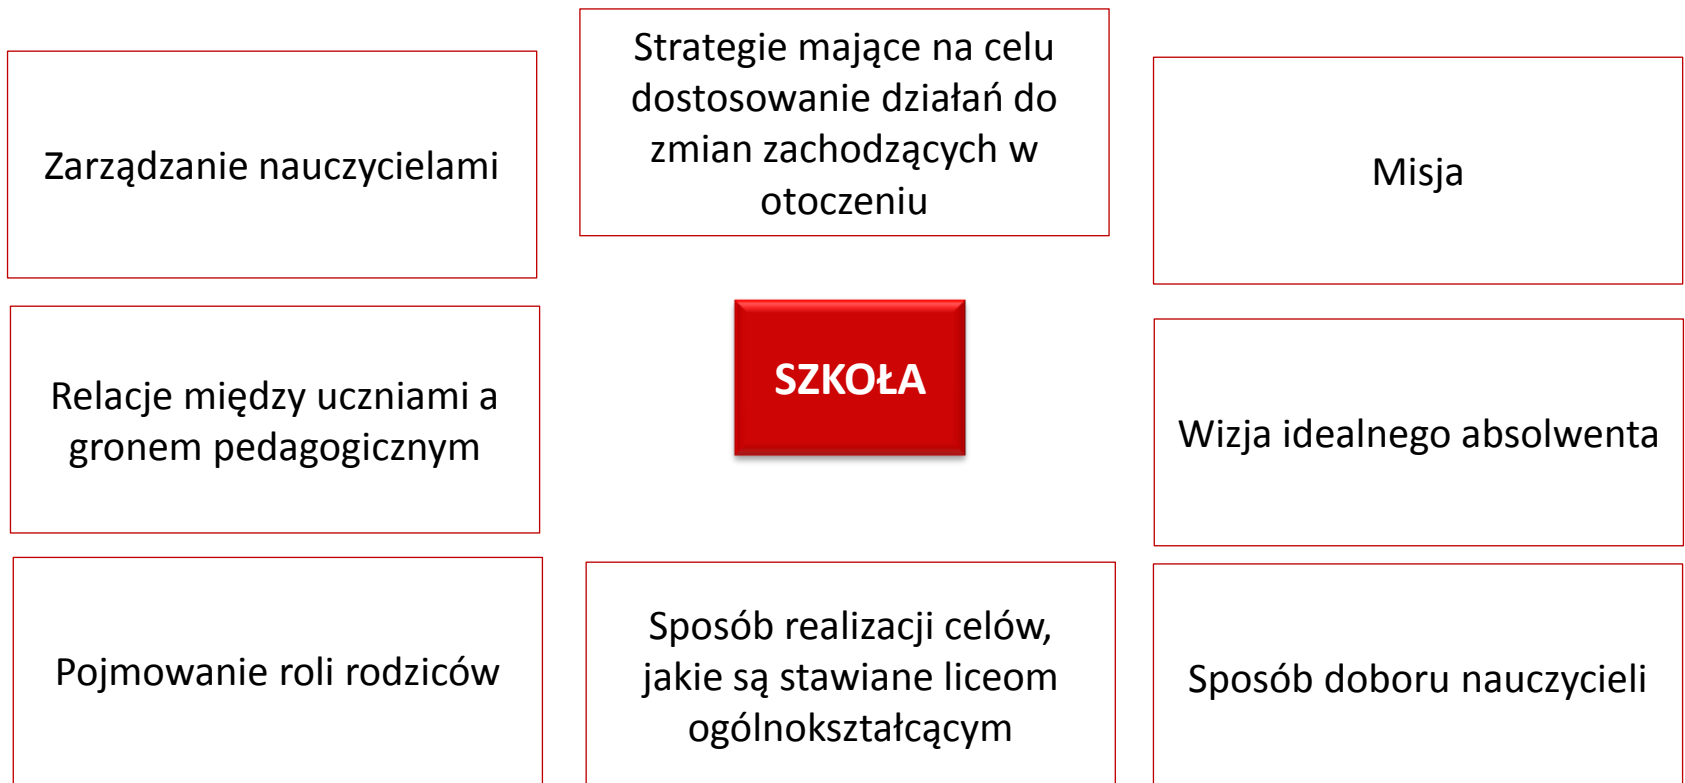 Strategie mające na celu
dostosowanie działań do
zmian zachodzących w
otoczeniu
Zarządzanie nauczycielami
Misja
SZKOŁA
Relacje między uczniami a
gronem pedagogicznym
Wizja idealnego absolwenta
Pojmowanie roli rodziców
Sposób realizacji celów,
jakie są stawiane liceom
ogólnokształcącym
Sposób doboru nauczycieli